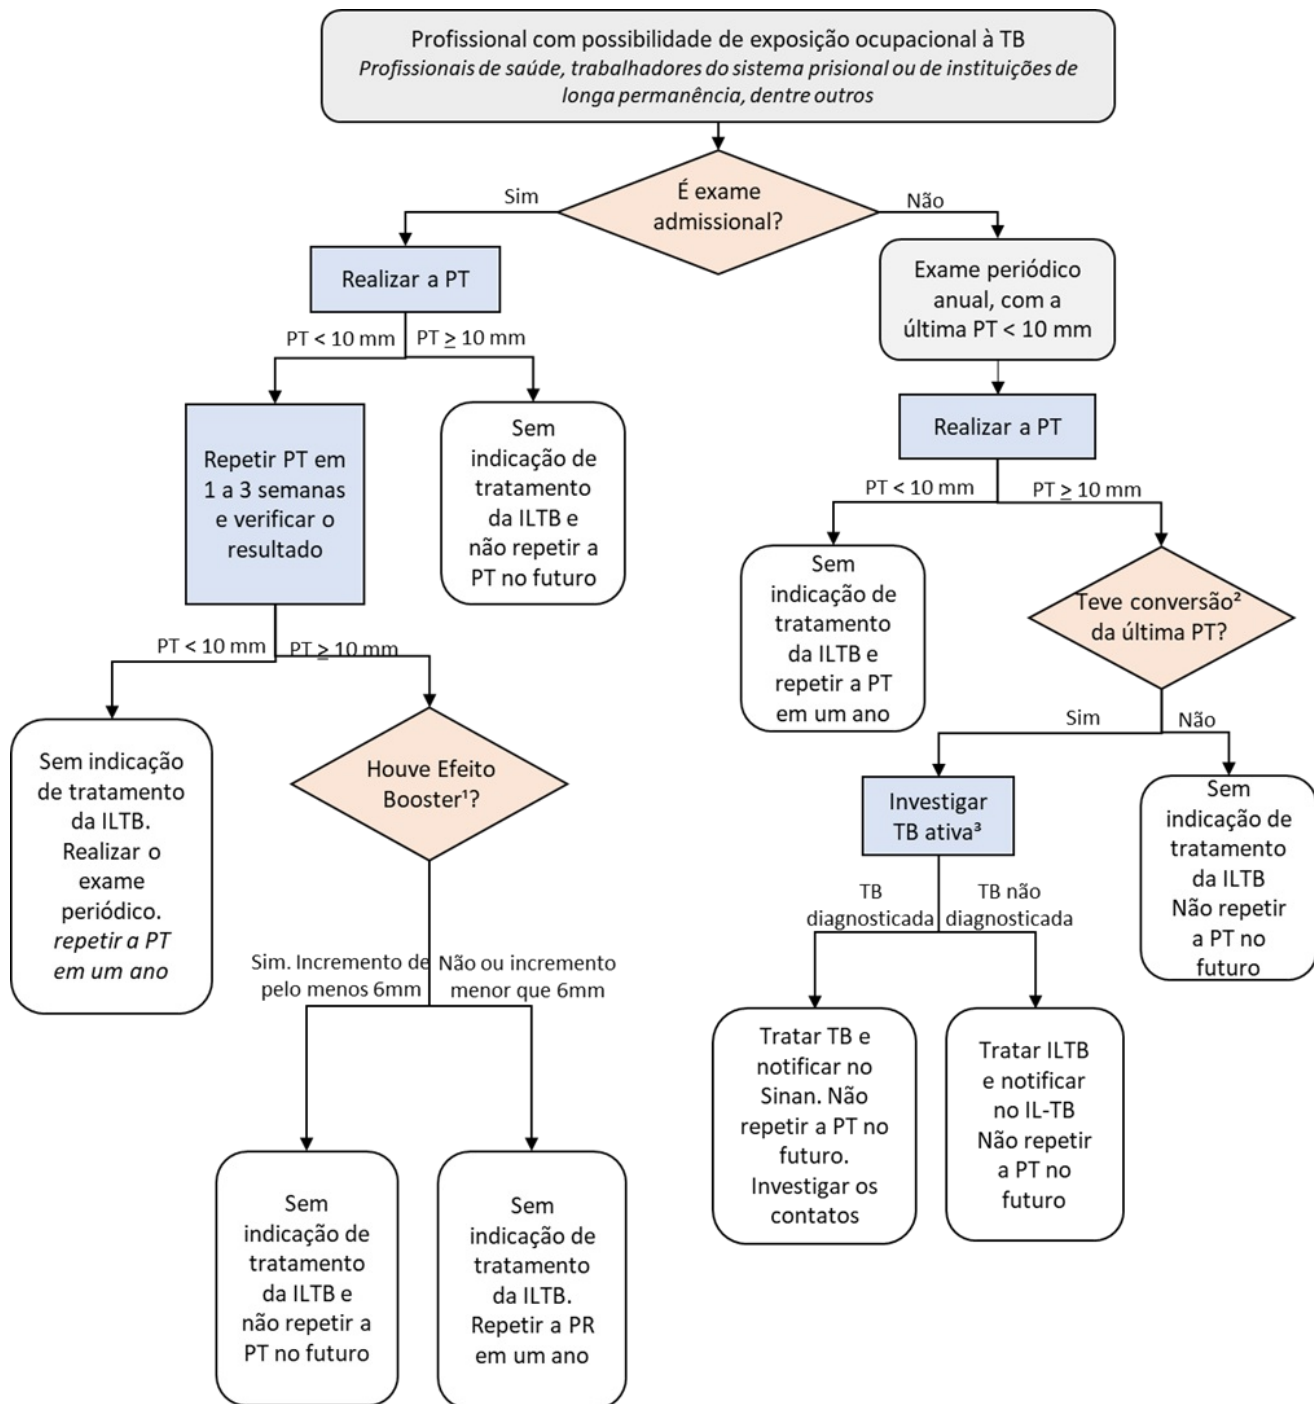 Profissional com possibilidade de exposição ocupacional à TB
Profissionais de saúde, trabalhadores do sistema prisional ou de instituições de
longa permanência, dentre outros
É exame
admissional?
Sim
Não
Realizar a PT
PT < 10 mm
PT ≥ 10 mm
Repetir PT em
1 a 3 semanas
e verificar o
resultado
Sem
indicação de
tratamento
da ILTB e
não repetir a
PT no futuro
PT < 10 mm
PT ≥ 10 mm
Sem indicação
de tratamento
da ILTB.
Realizar o
exame
periódico.
repetir a PT
em um ano
Houve Efeito
Booster¹?
Sim. Incremento de
pelo menos 6mm
Não ou incremento
menor que 6mm
Sem
indicação de
tratamento
da ILTB e
não repetir a
PT no futuro
Sem
indicação de
tratamento
da ILTB.
Repetir a PR
em um ano
Exame periódico
anual, com a
última PT < 10 mm
Realizar a PT
PT < 10 mm
PT ≥ 10 mm
Sem
indicação de
tratamento
da ILTB e
repetir a PT
em um ano
Teve conversão²
da última PT?
Sim
Não
Investigar
TB ativa³
Sem
indicação de
tratamento
da ILTB
Não repetir
a PT no
futuro
TB
diagnosticada
TB não
diagnosticada
Tratar TB e
notificar no
Sinan. Não
repetir a PT no
futuro.
Investigar os
contatos
Tratar ILTB
e notificar
no IL-TB
Não repetir
a PT no
futuro